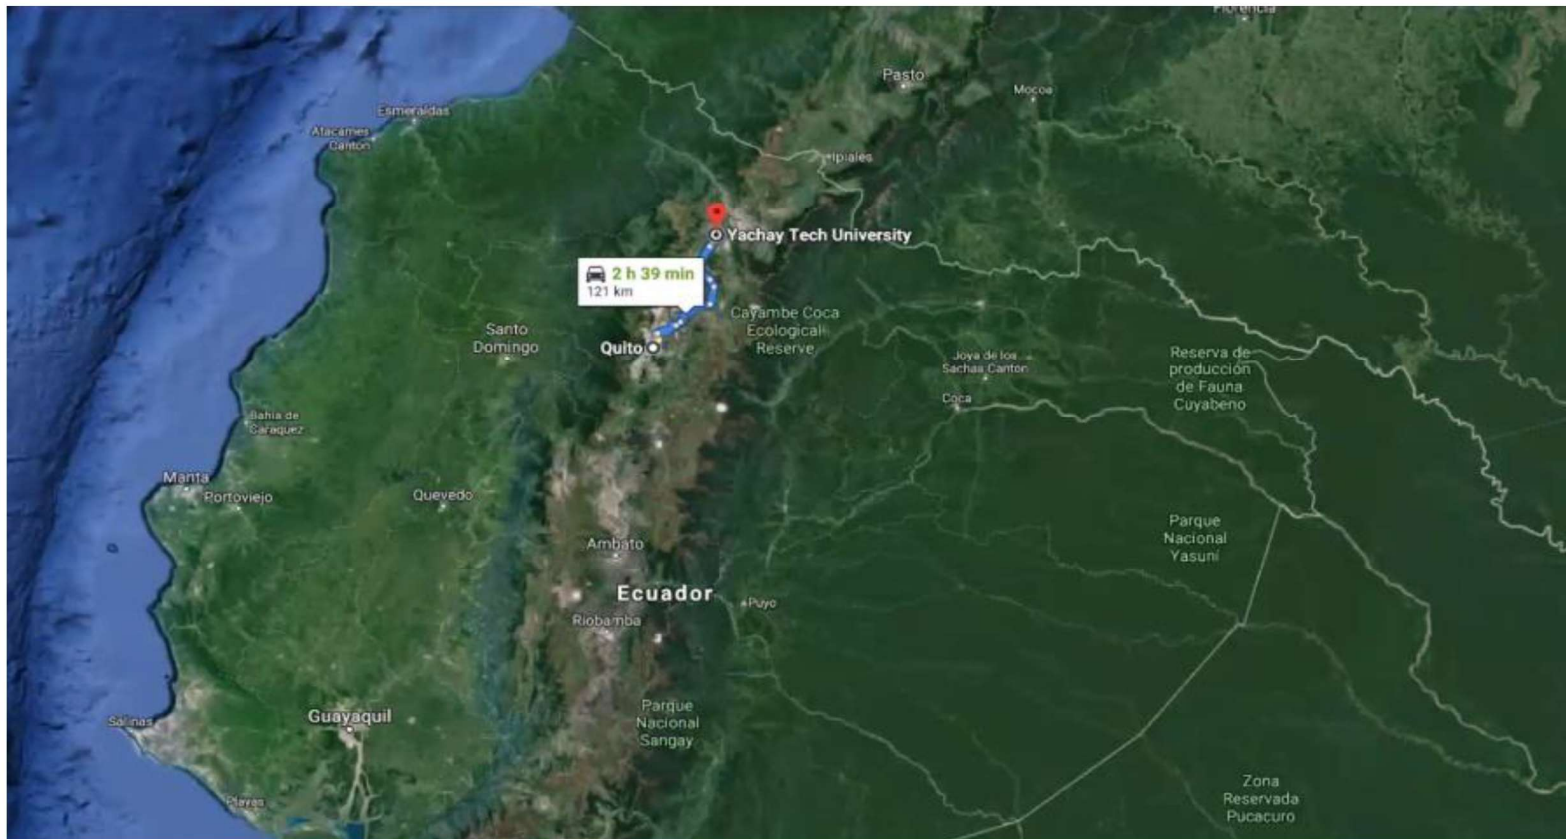 Florencia
Pasto
Mocoa
Esmeraldas
Atacames
Canton
Ipiales
Yachay Tech University
2 h 39 min
121 km
Cayambe Coca
Ecological
Reserve
Santo
Domingo
Quito
Joya de los
Sachas Canton
Reserva de
producción
de Fauna
Cuyabeno
Coca
Bahía de
Caraquez
Manta
Portoviejo
Quevedo
Parque
Nacional
Yasuní
Ambato
Ecuador
Puyo
Riobamba
Parque
Nacional
Sangay
Salinas
Guayaquil
Playas
Zona
Reservada
Pucacuro